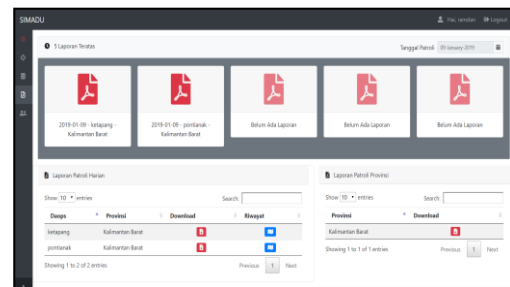 SIMADU
Hai, ramdan Logout
5 Laporan Teratas
Tanggal Patroli 09 January 2019
2019-01-09 - ketapang - Kalimantan Barat
2019-01-09 - pontianak - Kalimantan Barat
Belum Ada Laporan
Belum Ada Laporan
Belum Ada Laporan
Laporan Patroli Harian
Show 10 entries
Search:
Daops Provinsi Download Riwayat
ketapang Kalimantan Barat
pontianak Kalimantan Barat
Showing 1 to 2 of 2 entries
Previous 1 Next
Laporan Patroli Provinsi
Show 10 entries
Search:
Provinsi Download
Kalimantan Barat
Showing 1 to 1 of 1 entries
Previous 1 Next